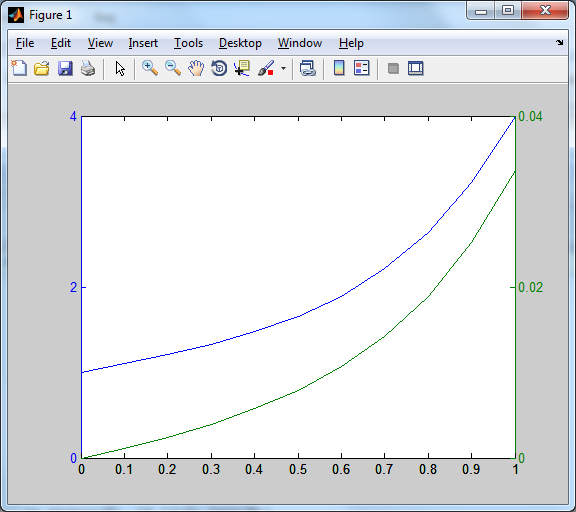 Figure 1
File Edit View Insert Tools Desktop Window Help
4 0.04
2 0.02
0 0
0 0.1 0.2 0.3 0.4 0.5 0.6 0.7 0.8 0.9 1